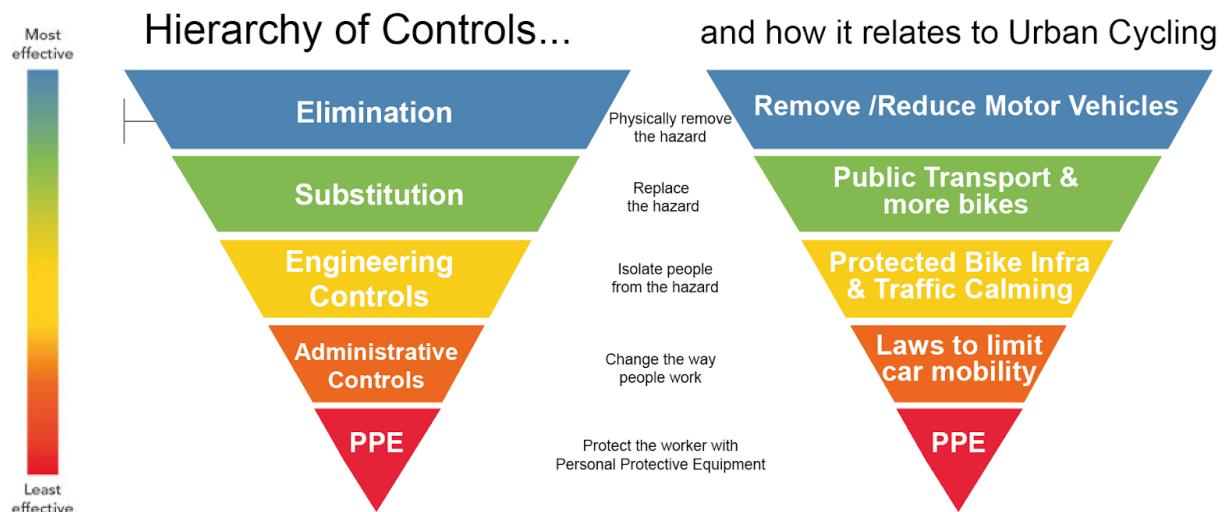 Hierarchy of Controls...
and how it relates to Urban Cycling
Most
effective
Elimination
Physically remove
the hazard
Remove /Reduce Motor Vehicles
Substitution
Replace
the hazard
Public Transport &
more bikes
Engineering
Controls
Isolate people
from the hazard
Protected Bike Infra
& Traffic Calming
Administrative
Controls
Change the way
people work
Laws to limit
car mobility
PPE
Protect the worker with
Personal Protective Equipment
PPE
Least
effective